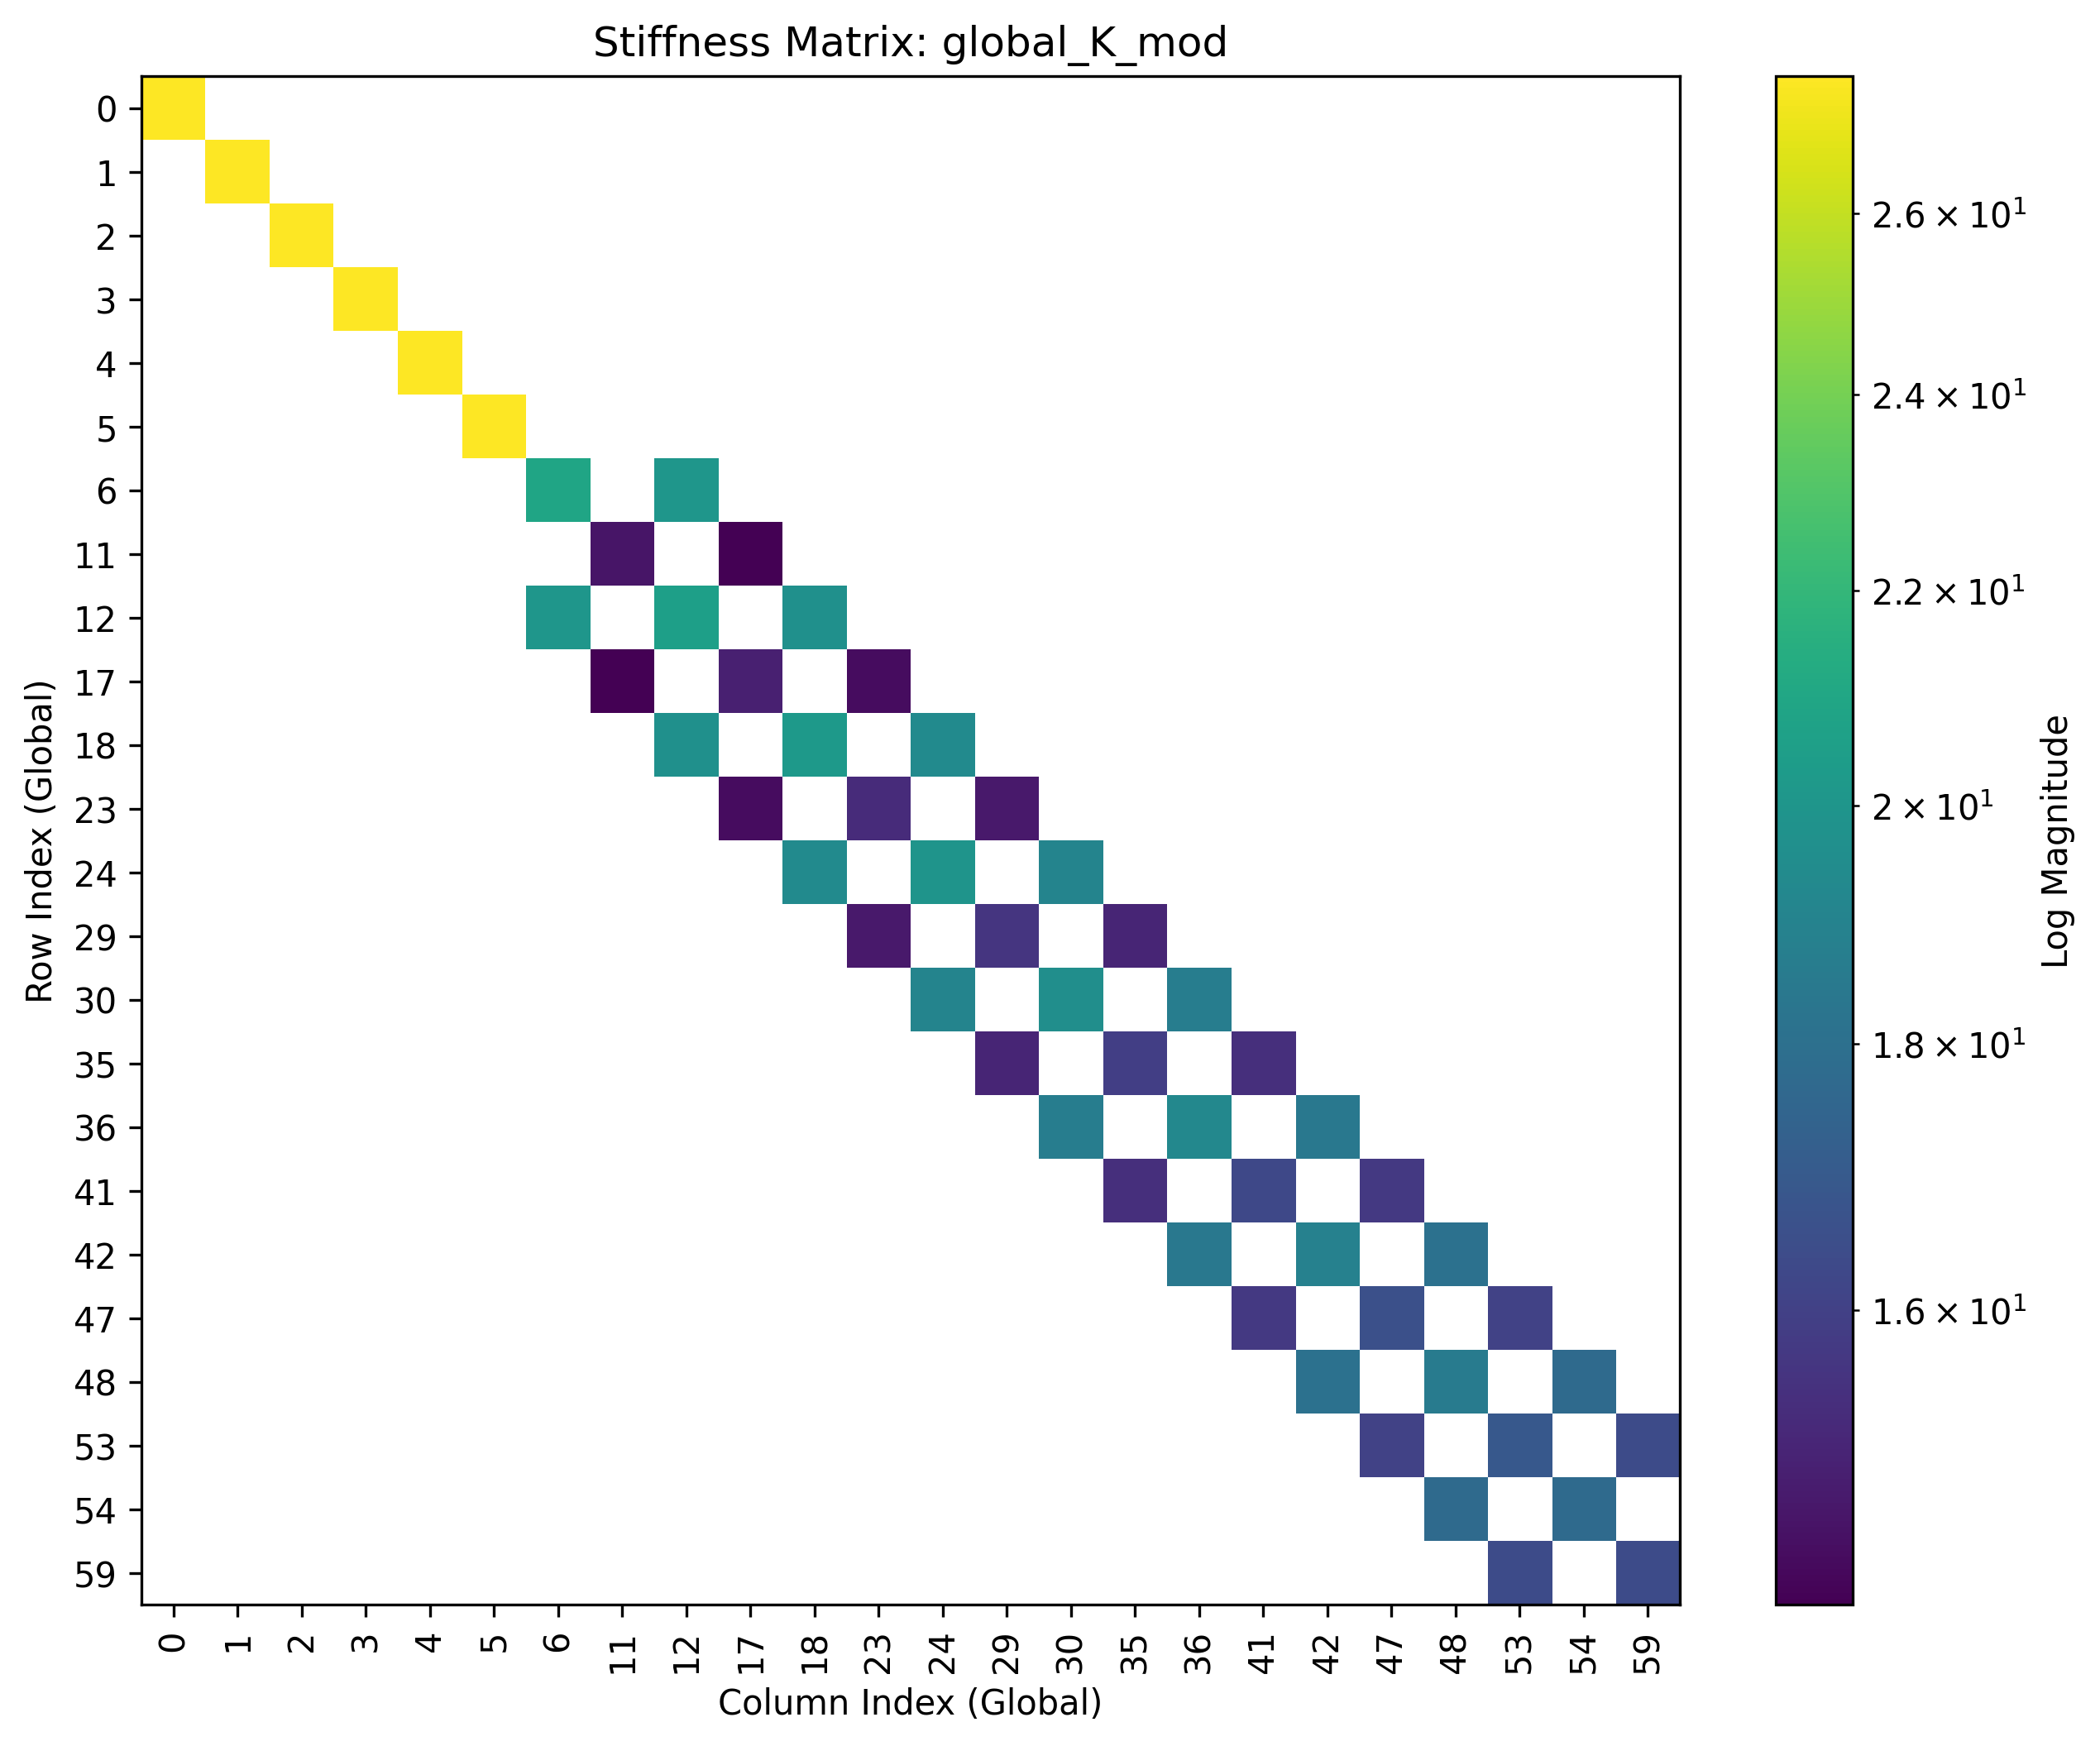 Stiffness Matrix: global_K_mod
0
1
2
3
4
5
6
11
12
17
18
23
24
29
30
35
36
41
42
47
48
53
54
59
Row Index (Global)
0 1 2 3 4 5 6 11 12 17 18 23 24 29 30 35 36 41 42 47 48 53 54 59
Column Index (Global)
2.6 × 10¹
2.4 × 10¹
2.2 × 10¹
2 × 10¹
1.8 × 10¹
1.6 × 10¹
Log Magnitude